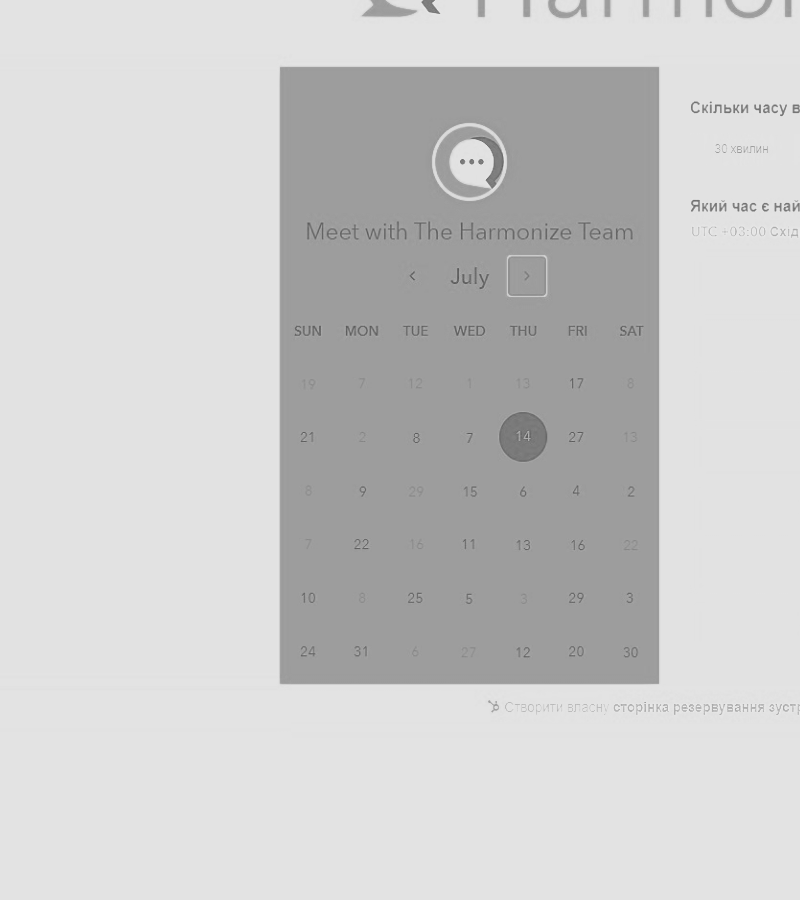 Harmon
Скільки часу в
30 хвилин
Який час є най
UTC +03:00 Схід
Meet with The Harmonize Team
July
SUN MON TUE WED THU FRI SAT
19 7 12 1 13 17 8
21 2 8 7 14 27 13
8 9 29 15 6 4 2
7 22 16 11 13 16 22
10 8 25 5 3 29 3
24 31 6 27 12 20 30
Створити власну сторінка резервування зустр